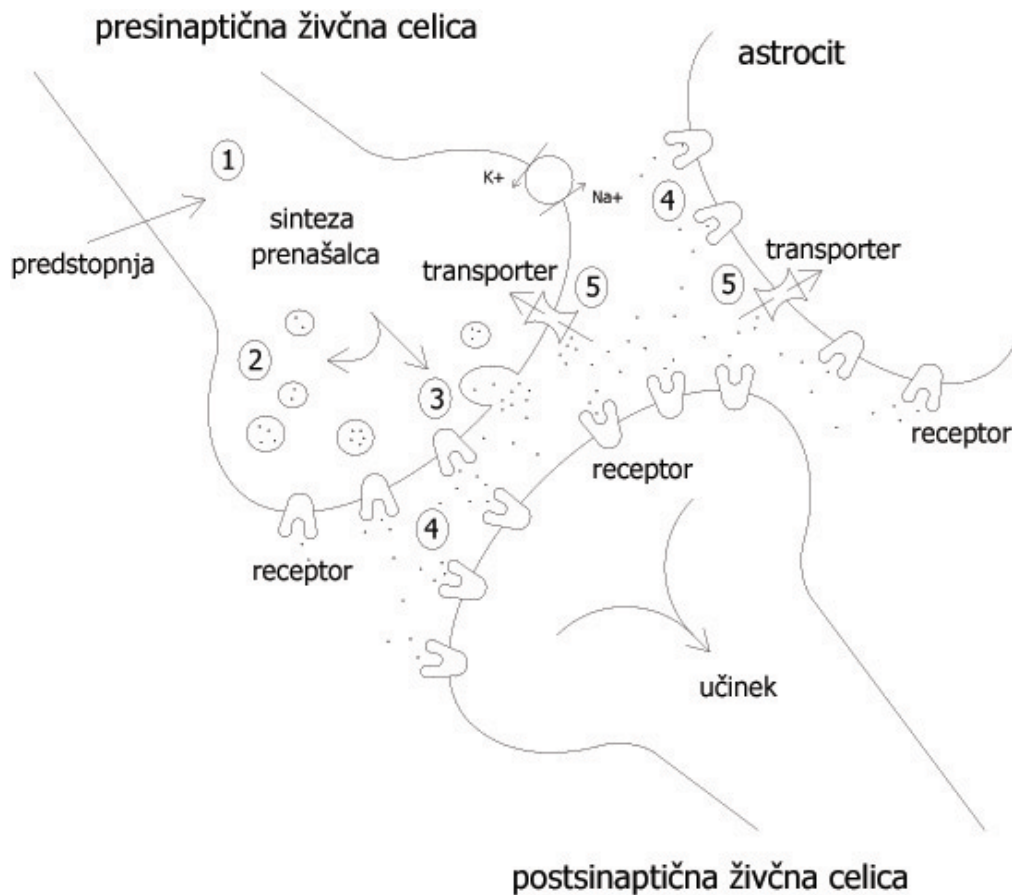 presinaptična živčna celica
astrocit
1
K+
Na+
4
sinteza
prenašalca
predstopnja
transporter
5
5
transporter
2
3
receptor
receptor
4
receptor
učinek
postsinaptična živčna celica